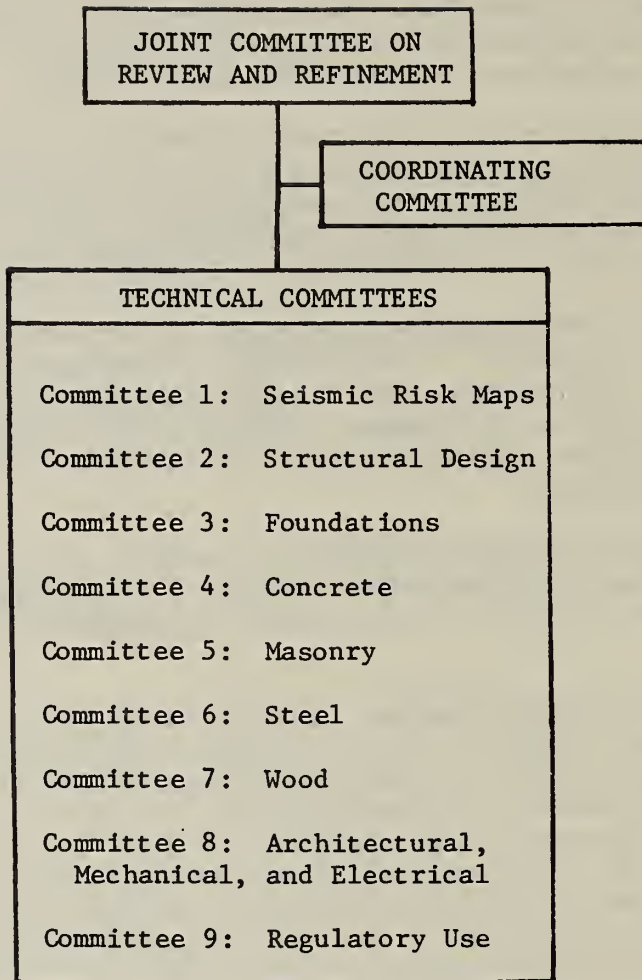 JOINT COMMITTEE ON
REVIEW AND REFINEMENT
COORDINATING
COMMITTEE
TECHNICAL COMMITTEES
Committee 1: Seismic Risk Maps
Committee 2: Structural Design
Committee 3: Foundations
Committee 4: Concrete
Committee 5: Masonry
Committee 6: Steel
Committee 7: Wood
Committee 8: Architectural,
Mechanical, and Electrical
Committee 9: Regulatory Use